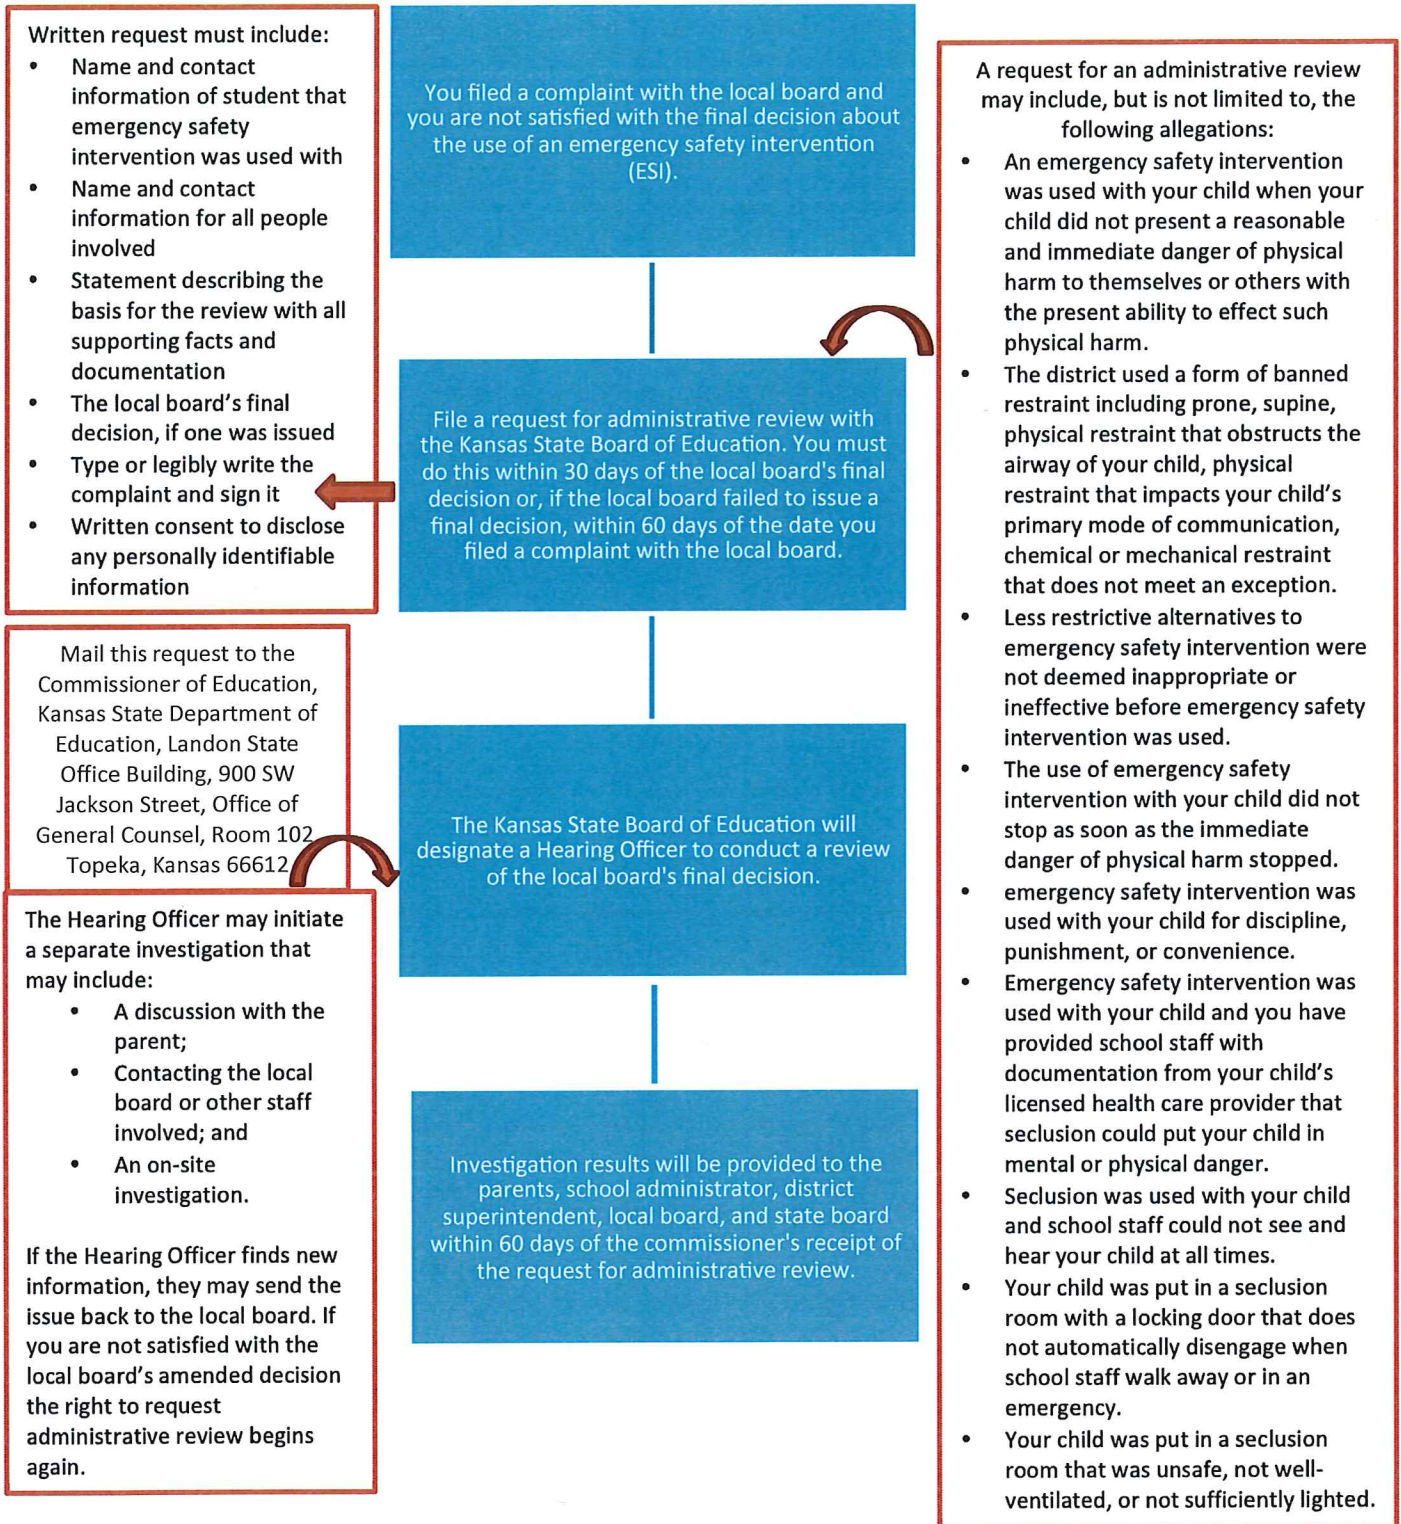 Written request must include:
• Name and contact
information of student that
emergency safety
intervention was used with
• Name and contact
information for all people
involved
• Statement describing the
basis for the review with all
supporting facts and
documentation
• The local board's final
decision, if one was issued
• Type or legibly write the
complaint and sign it
• Written consent to disclose
any personally identifiable
information
Mail this request to the
Commissioner of Education,
Kansas State Department of
Education, Landon State
Office Building, 900 SW
Jackson Street, Office of
General Counsel, Room 102
Topeka, Kansas 66612
The Hearing Officer may initiate
a separate investigation that
may include:
• A discussion with the
parent;
• Contacting the local
board or other staff
involved; and
• An on-site
investigation.
If the Hearing Officer finds new
information, they may send the
issue back to the local board. If
you are not satisfied with the
local board's amended decision
the right to request
administrative review begins
again.
You filed a complaint with the local board and
you are not satisfied with the final decision about
the use of an emergency safety intervention
(ESI).
File a request for administrative review with
the Kansas State Board of Education. You must
do this within 30 days of the local board's final
decision or, if the local board failed to issue a
final decision, within 60 days of the date you
filed a complaint with the local board.
The Kansas State Board of Education will
designate a Hearing Officer to conduct a review
of the local board's final decision.
Investigation results will be provided to the
parents, school administrator, district
superintendent, local board, and state board
within 60 days of the commissioner's receipt of
the request for administrative review.
A request for an administrative review
may include, but is not limited to, the
following allegations:
• An emergency safety intervention
was used with your child when your
child did not present a reasonable
and immediate danger of physical
harm to themselves or others with
the present ability to effect such
physical harm.
• The district used a form of banned
restraint including prone, supine,
physical restraint that obstructs the
airway of your child, physical
restraint that impacts your child's
primary mode of communication,
chemical or mechanical restraint
that does not meet an exception.
• Less restrictive alternatives to
emergency safety intervention were
not deemed inappropriate or
ineffective before emergency safety
intervention was used.
• The use of emergency safety
intervention with your child did not
stop as soon as the immediate
danger of physical harm stopped.
• emergency safety intervention was
used with your child for discipline,
punishment, or convenience.
• Emergency safety intervention was
used with your child and you have
provided school staff with
documentation from your child's
licensed health care provider that
seclusion could put your child in
mental or physical danger.
• Seclusion was used with your child
and school staff could not see and
hear your child at all times.
• Your child was put in a seclusion
room with a locking door that does
not automatically disengage when
school staff walk away or in an
emergency.
• Your child was put in a seclusion
room that was unsafe, not well-
ventilated, or not sufficiently lighted.